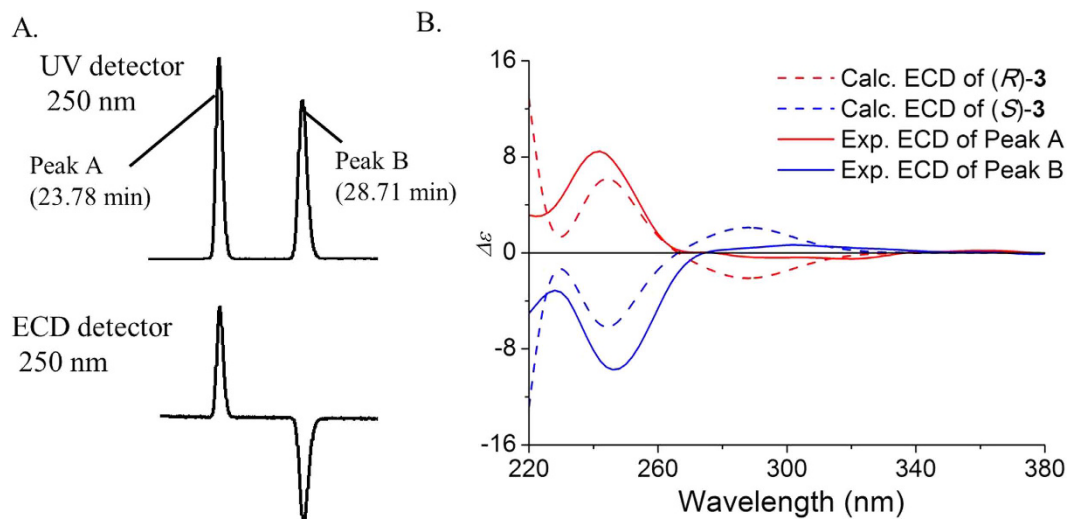 A.
UV detector
250 nm
Peak A
(23.78 min)
Peak B
(28.71 min)
ECD detector
250 nm
B.
16
8
0
-8
-16
Δε
Calc. ECD of (R)-3
Calc. ECD of (S)-3
Exp. ECD of Peak A
Exp. ECD of Peak B
220
260
300
340
380
Wavelength (nm)